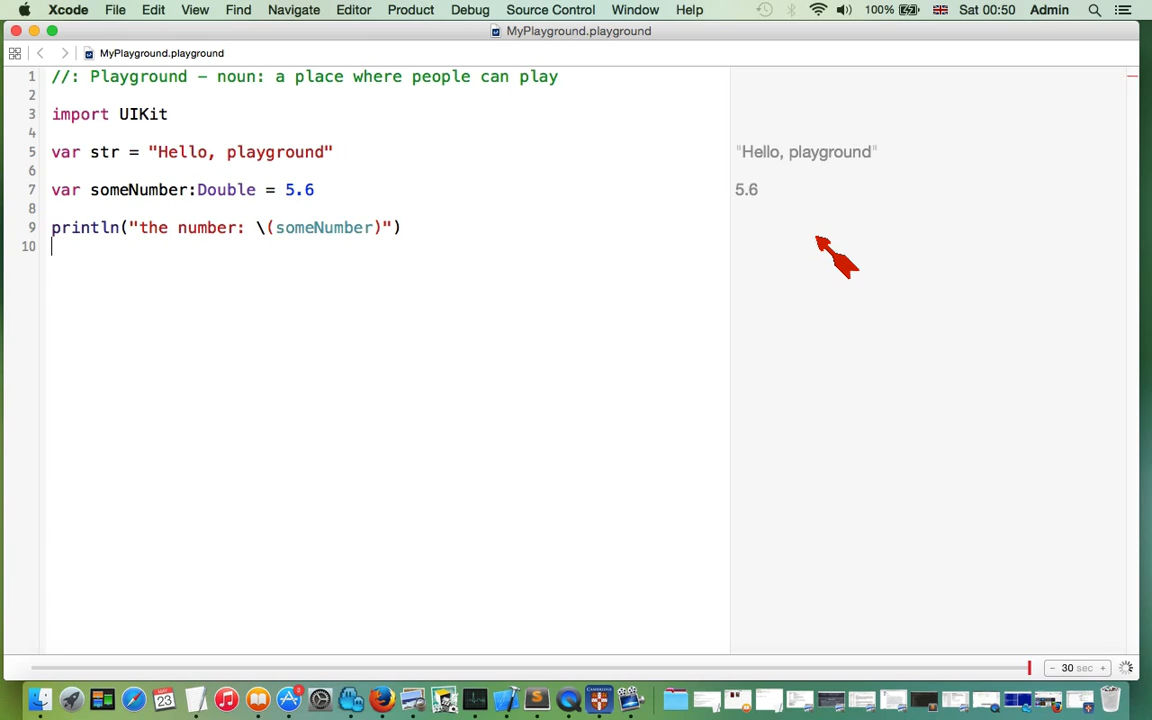 Xcode File Edit View Find Navigate Editor Product Debug Source Control Window Help 100% Sat 00:50 Admin
MyPlayground.playground
MyPlayground.playground
1 //: Playground - noun: a place where people can play
2
3 import UIKit
4
5 var str = "Hello, playground" "Hello, playground"
6
7 var someNumber:Double = 5.6 5.6
8
9 println("the number: \(someNumber)")
10
- 30 sec +
23